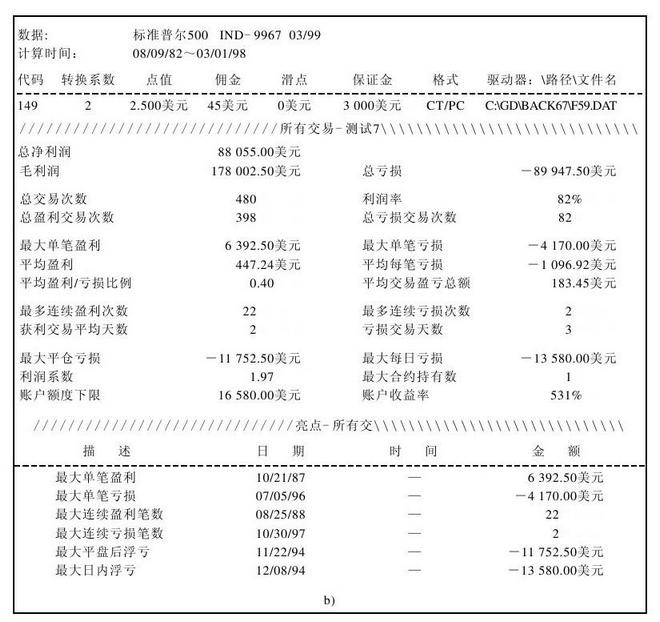 数据: 标准普尔500 IND-9967 03/99
计算时间: 08/09/82~03/01/98
代码 转换系数 点值 佣金 滑点 保证金 格式 驱动器: \路径\文件名
149 2 2.500美元 45美元 0美元 3 000美元 CT/PC C:\GD\BACK67\F59.DAT
//////////////////////////////所有交易-测试7\\\\\\\\\\\\\\\\\\\\\\\\\\\\\\
总净利润 88 055.00美元
毛利润 178 002.50美元 总亏损 -89 947.50美元
总交易次数 480 利润率 82%
总盈利交易次数 398 总亏损交易次数 82
最大单笔盈利 6 392.50美元 最大单笔亏损 -4 170.00美元
平均盈利 447.24美元 平均每笔亏损 -1 096.92美元
平均盈利/亏损比例 0.40 平均交易盈亏总额 183.45美元
最多连续盈利次数 22 最多连续亏损次数 2
获利交易平均天数 2 亏损交易天数 3
最大平仓亏损 -11 752.50美元 最大每日亏损 -13 580.00美元
利润系数 1.97 最大合约持有数 1
账户额度下限 16 580.00美元 账户收益率 531%
//////////////////////////////亮点-所有交\\\\\\\\\\\\\\\\\\\\\\\\\\\\\
描 述 日 期 时 间 金 额
最大单笔盈利 10/21/87 — 6 392.50美元
最大单笔亏损 07/05/96 — -4 170.00美元
最大连续盈利笔数 08/25/88 — 22
最大连续亏损笔数 10/30/97 — 2
最大平盘后浮亏 11/22/94 — -11 752.50美元
最大日内浮亏 12/08/94 — -13 580.00美元
b)